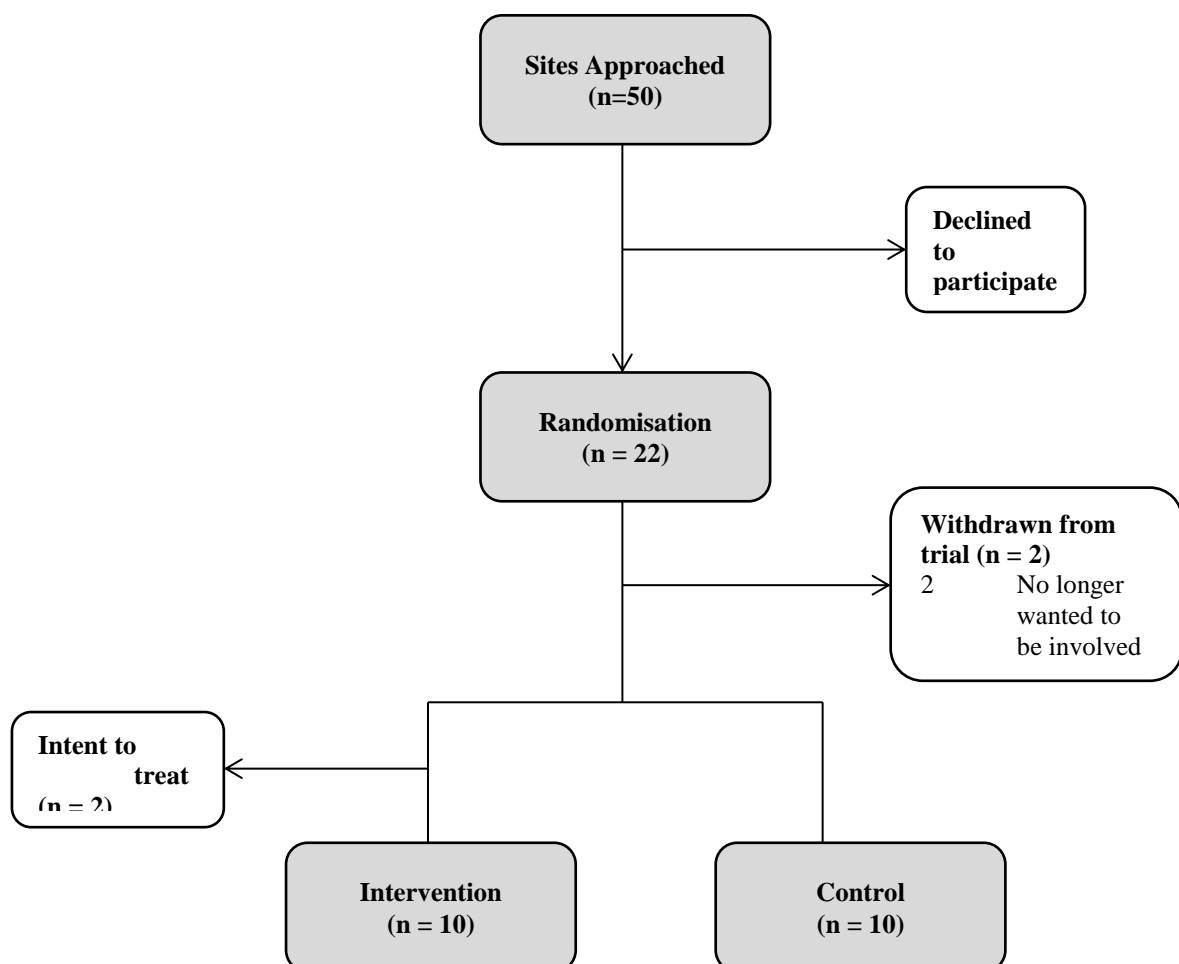 Sites Approached
(n=50)
Declined
to
participate
Randomisation
(n = 22)
Withdrawn from
trial (n = 2)
2 No longer
wanted to
be involved
Intent to
treat
(n = 2)
Intervention
(n = 10)
Control
(n = 10)